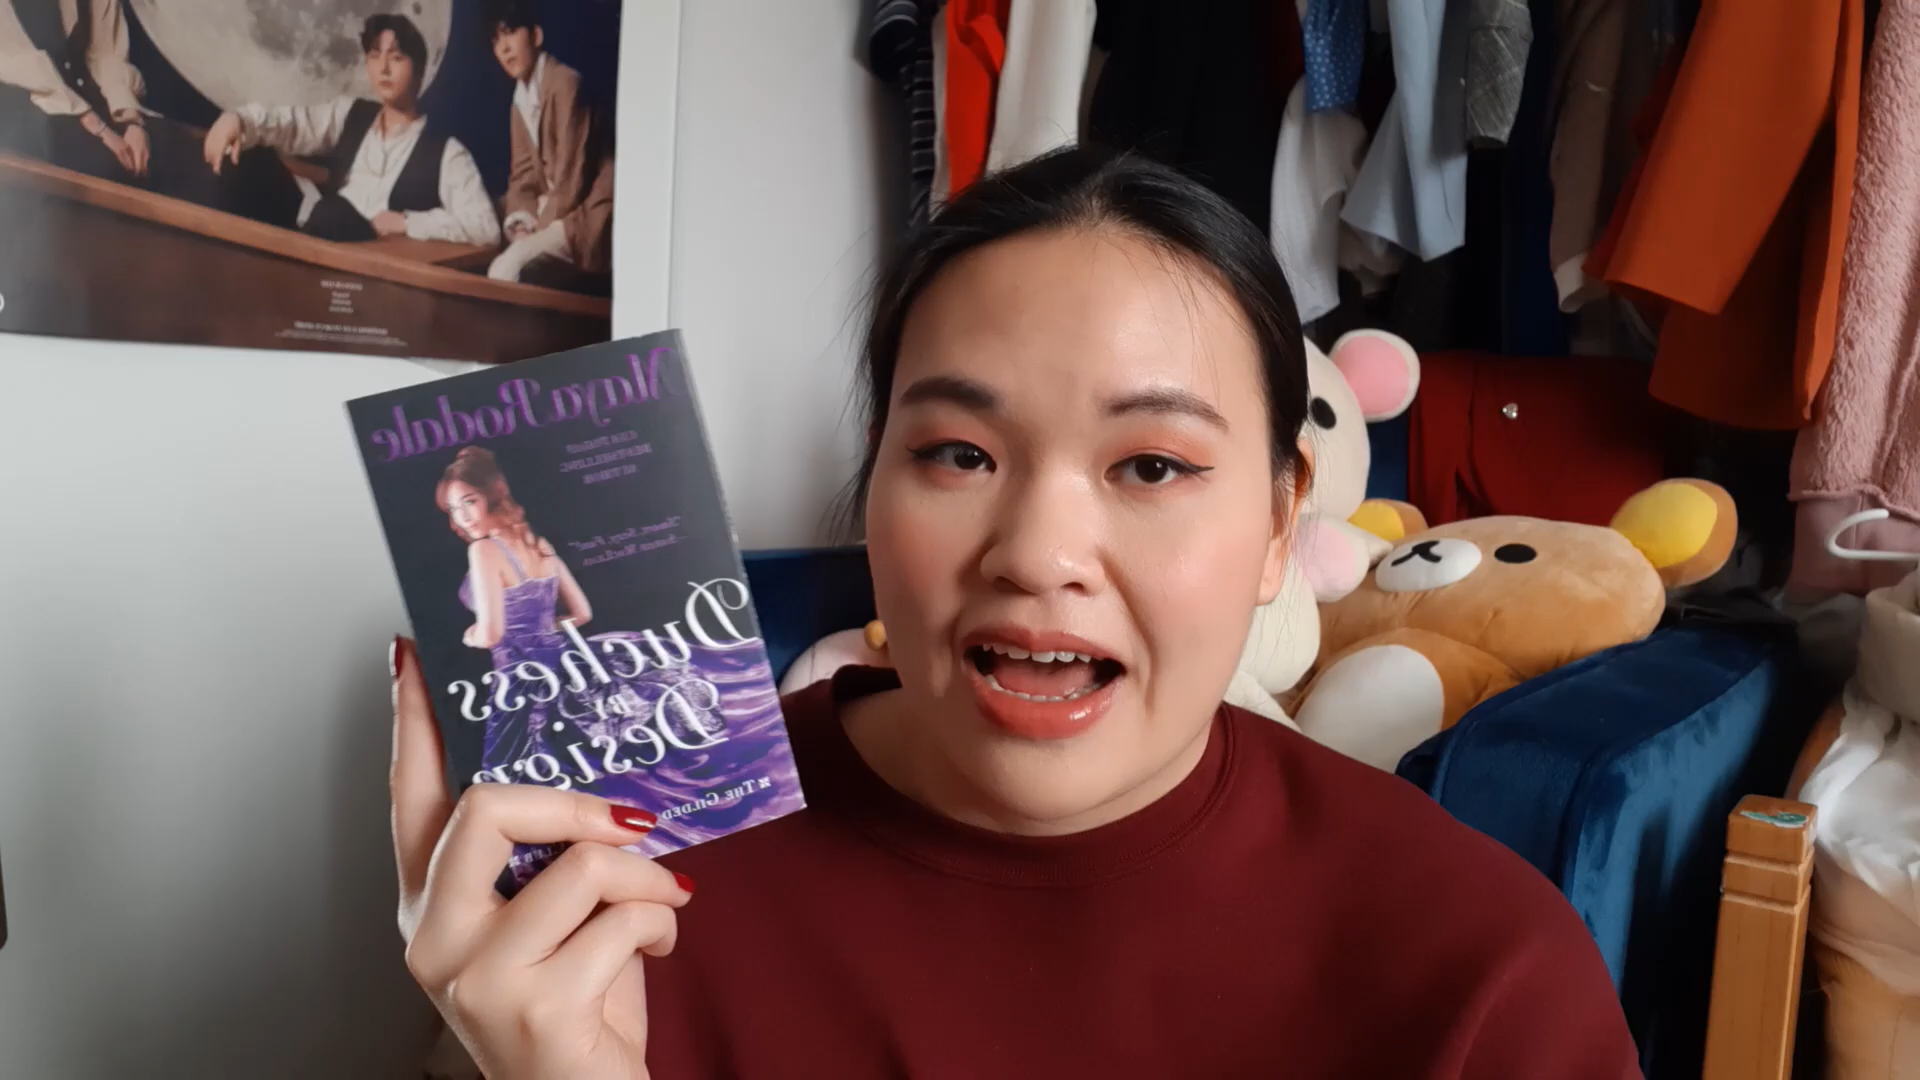 Maya Rodale
USA TODAY
BESTSELLING
AUTHOR
"Smart, Sexy, Fun!"
Sarah MacLean
Duchess
BY
Design
THE GILDED